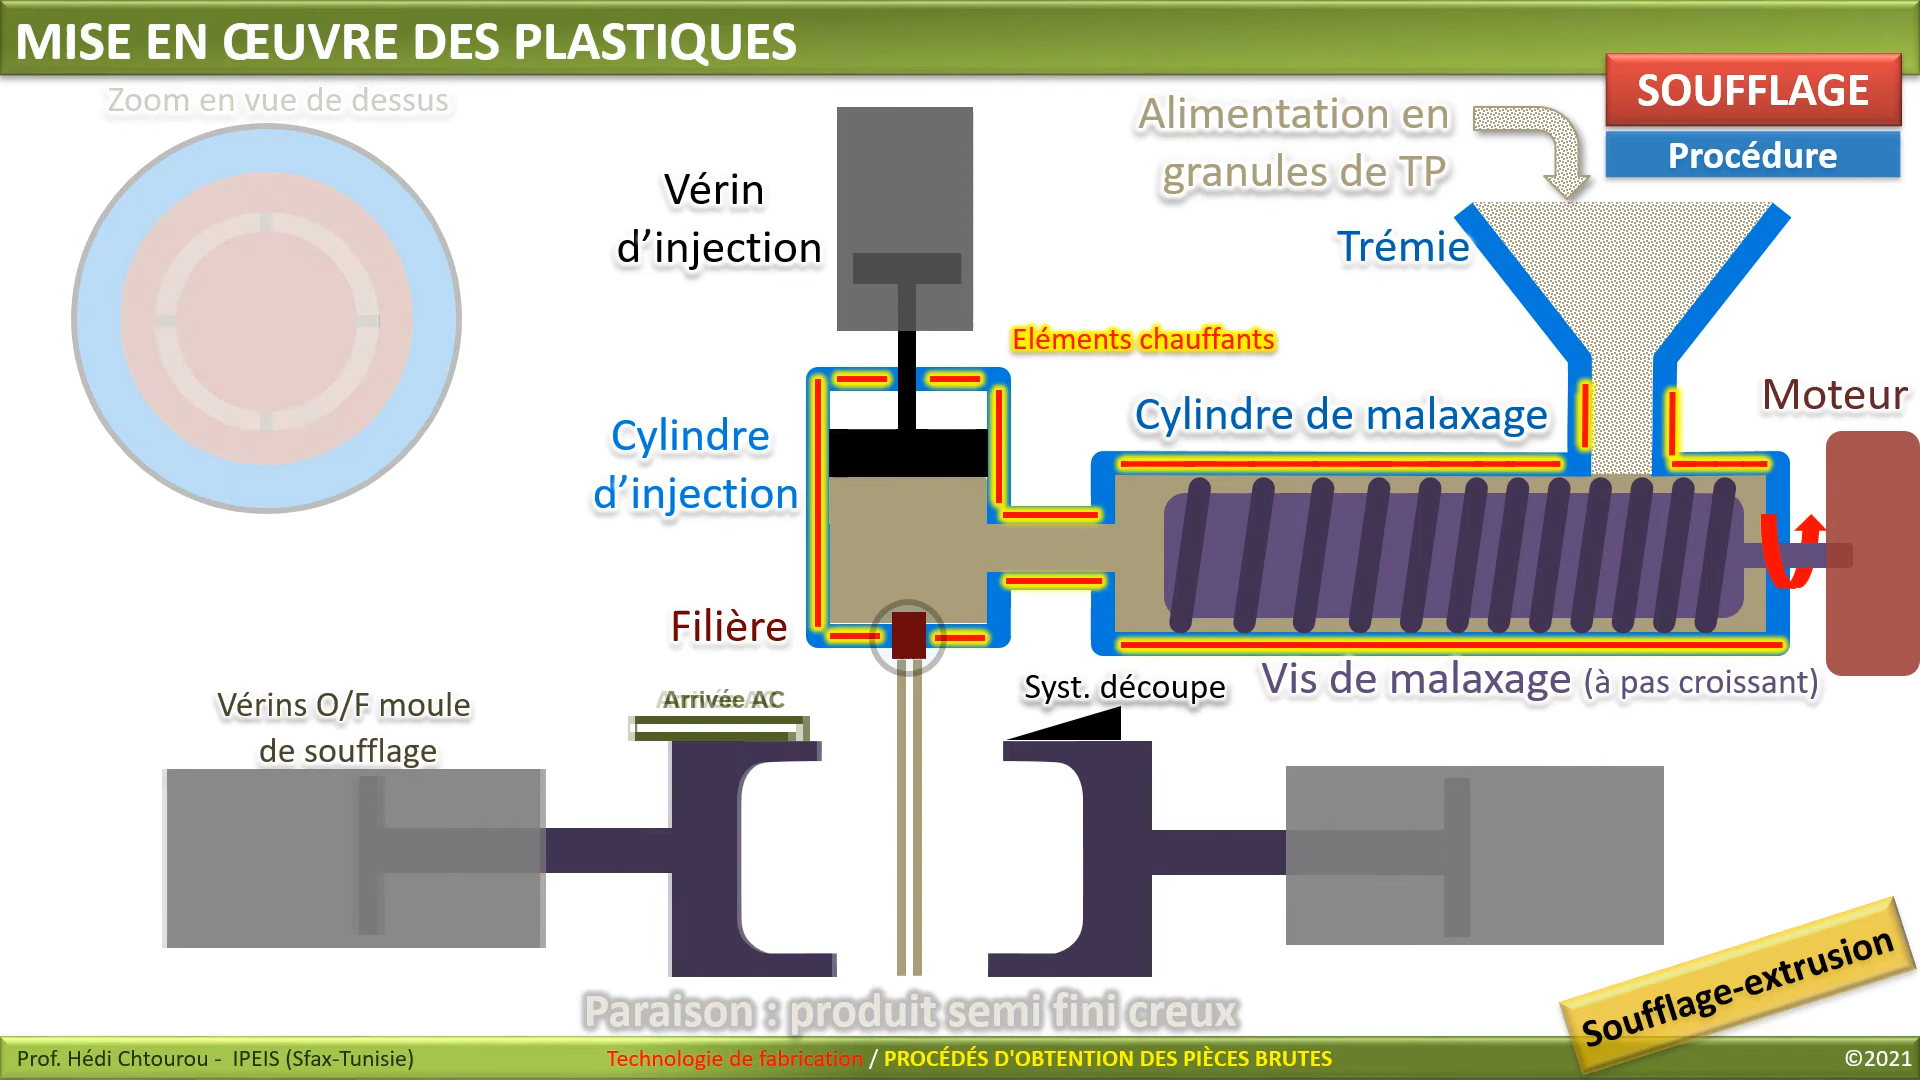 MISE EN ŒUVRE DES PLASTIQUES
SOUFFLAGE
Procédure
Zoom en vue de dessus
Alimentation en
granules de TP
Vérin
d’injection
Trémie
Eléments chauffants
Moteur
Cylindre de malaxage
Cylindre
d’injection
Filière
Syst. découpe
Vis de malaxage (à pas croissant)
Arrivée AC
Vérins O/F moule
de soufflage
Soufflage-extrusion
Paraison : produit semi fini creux
Prof. Hédi Chtourou - IPEIS (Sfax-Tunisie)
Technologie de fabrication / PROCÉDÉS D'OBTENTION DES PIÈCES BRUTES
©2021